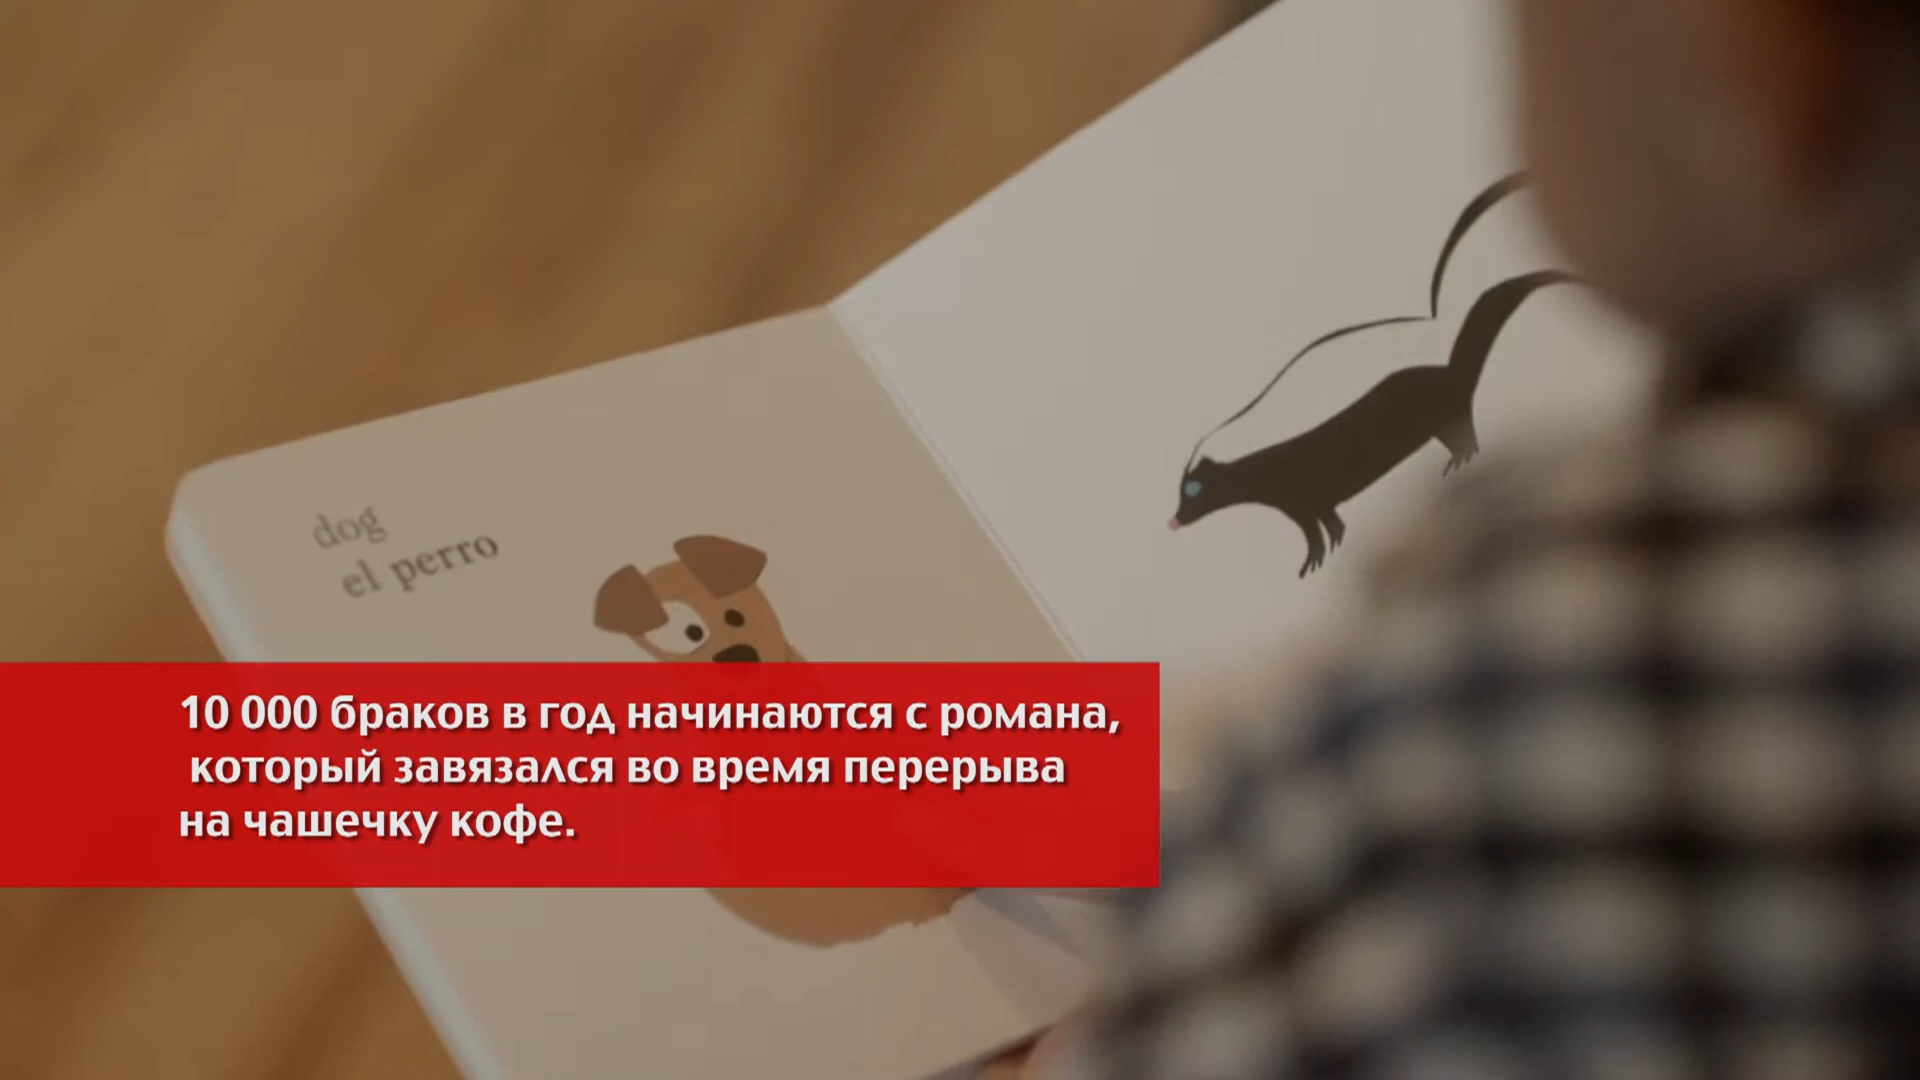 dog
el perro
10 000 браков в год начинаются с романа,
который завязался во время перерыва
на чашечку кофе.